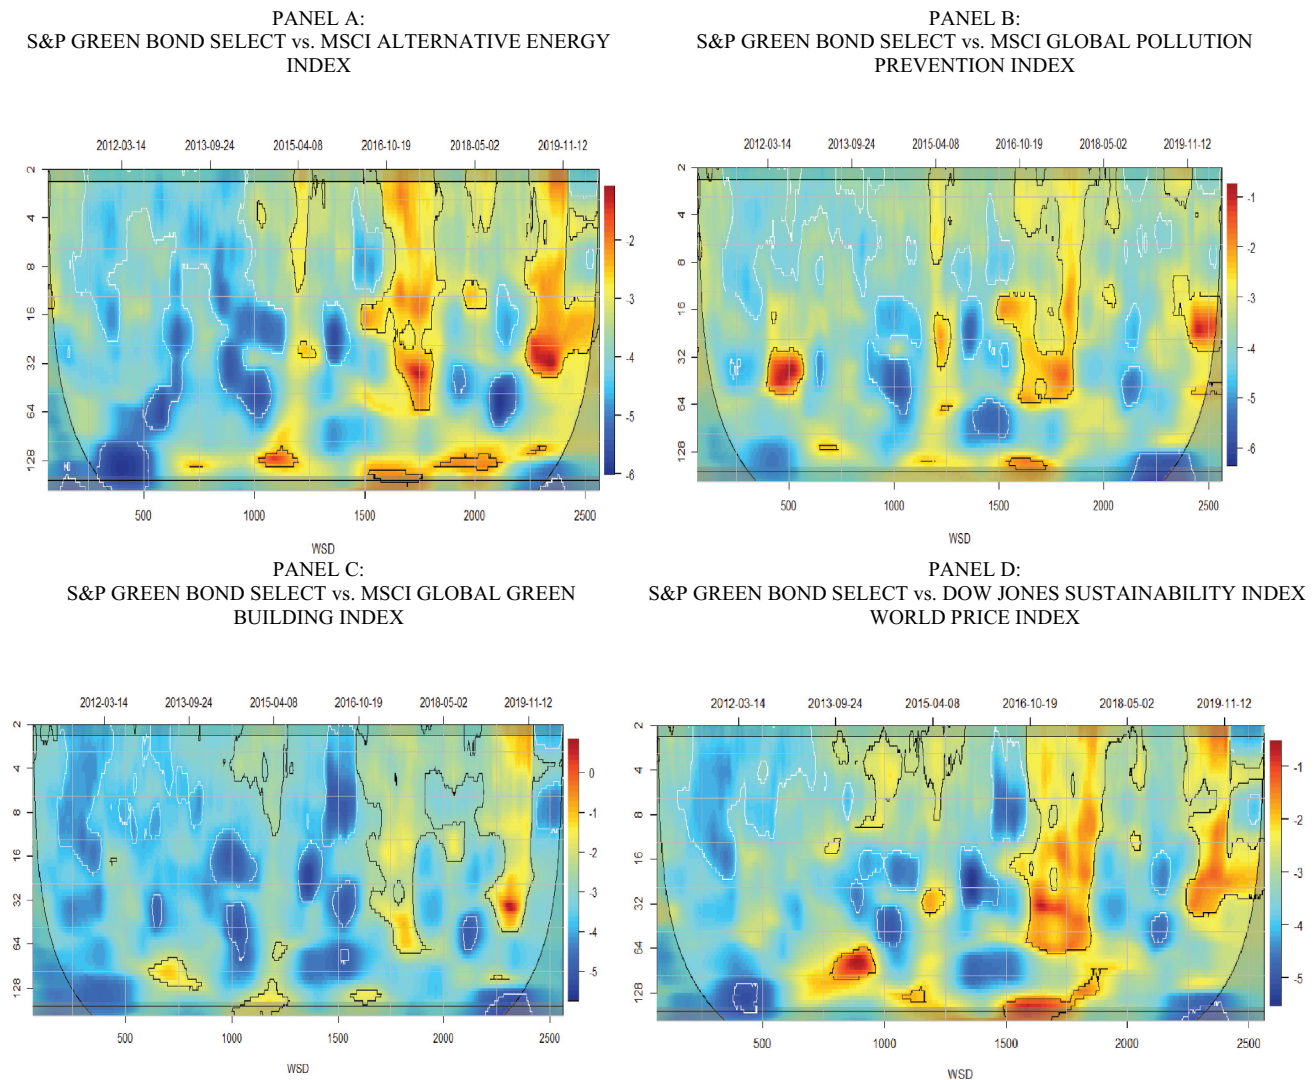 PANEL A:
S&P GREEN BOND SELECT vs. MSCI ALTERNATIVE ENERGY
INDEX
2012-03-14 2013-09-24 2015-04-08 2016-10-19 2018-05-02 2019-11-12
2
4
8
16
32
64
128
-2
-3
-4
-5
-6
500 1000 1500 2000 2500
WSD
PANEL B:
S&P GREEN BOND SELECT vs. MSCI GLOBAL POLLUTION
PREVENTION INDEX
2012-03-14 2013-09-24 2015-04-08 2016-10-19 2018-05-02 2019-11-12
2
4
8
16
32
64
128
-1
-2
-3
-4
-5
-6
500 1000 1500 2000 2500
WSD
PANEL C:
S&P GREEN BOND SELECT vs. MSCI GLOBAL GREEN
BUILDING INDEX
2012-03-14 2013-09-24 2015-04-08 2016-10-19 2018-05-02 2019-11-12
2
4
8
16
32
64
128
0
-1
-2
-3
-4
-5
500 1000 1500 2000 2500
WSD
PANEL D:
S&P GREEN BOND SELECT vs. DOW JONES SUSTAINABILITY INDEX
WORLD PRICE INDEX
2012-03-14 2013-09-24 2015-04-08 2016-10-19 2018-05-02 2019-11-12
2
4
8
16
32
64
128
-1
-2
-3
-4
-5
500 1000 1500 2000 2500
WSD